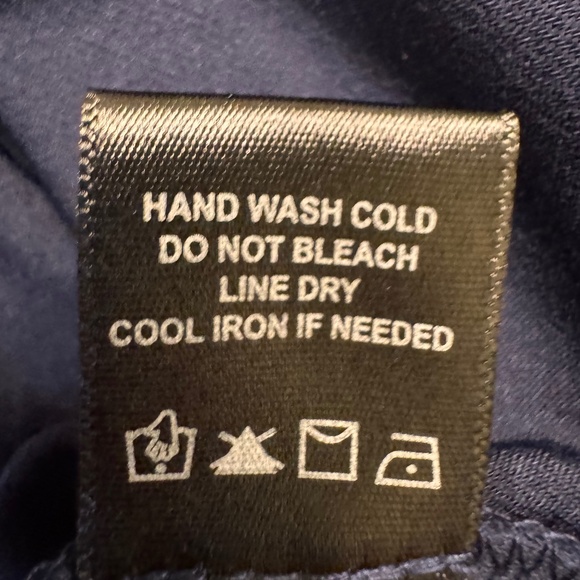 HAND WASH COLD
DO NOT BLEACH
LINE DRY
COOL IRON IF NEEDED